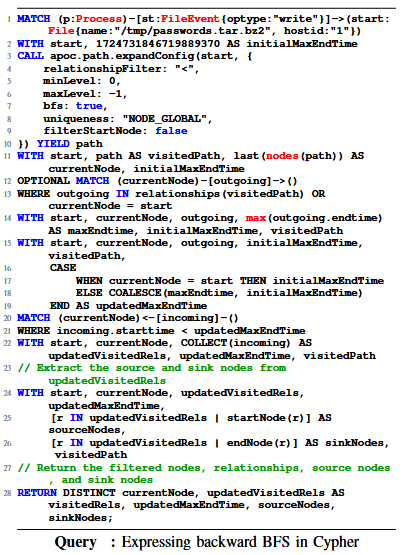 1 MATCH (p:Process)-[st:FileEvent{optype:"write"}]->(start:
File{name:"/tmp/passwords.tar.bz2", hostid:"1"})
2 WITH start, 1724731846719889370 AS initialMaxEndTime
3 CALL apoc.path.expandConfig(start, {
4 relationshipFilter: "<",
5 minLevel: 0,
6 maxLevel: -1,
7 bfs: true,
8 uniqueness: "NODE_GLOBAL",
9 filterStartNode: false
10 }) YIELD path
11 WITH start, path AS visitedPath, last(nodes(path)) AS
currentNode, initialMaxEndTime
12 OPTIONAL MATCH (currentNode)-[outgoing]->()
13 WHERE outgoing IN relationships(visitedPath) OR
currentNode = start
14 WITH start, currentNode, outgoing, max(outgoing.endtime)
AS maxEndtime, initialMaxEndTime, visitedPath
15 WITH start, currentNode, outgoing, initialMaxEndTime,
visitedPath,
16 CASE
17 WHEN currentNode = start THEN initialMaxEndTime
18 ELSE COALESCE(maxEndtime, initialMaxEndTime)
19 END AS updatedMaxEndTime
20 MATCH (currentNode)<-[incoming]-()
21 WHERE incoming.starttime < updatedMaxEndTime
22 WITH start, currentNode, COLLECT(incoming) AS
updatedVisitedRels, updatedMaxEndTime, visitedPath
23 // Extract the source and sink nodes from
updatedVisitedRels
24 WITH start, currentNode, updatedVisitedRels,
updatedMaxEndTime,
25 [r IN updatedVisitedRels | startNode(r)] AS
sourceNodes,
26 [r IN updatedVisitedRels | endNode(r)] AS sinkNodes,
visitedPath
27 // Return the filtered nodes, relationships, source nodes
, and sink nodes
28 RETURN DISTINCT currentNode, updatedVisitedRels AS
visitedRels, updatedMaxEndTime, sourceNodes,
sinkNodes;
Query : Expressing backward BFS in Cypher